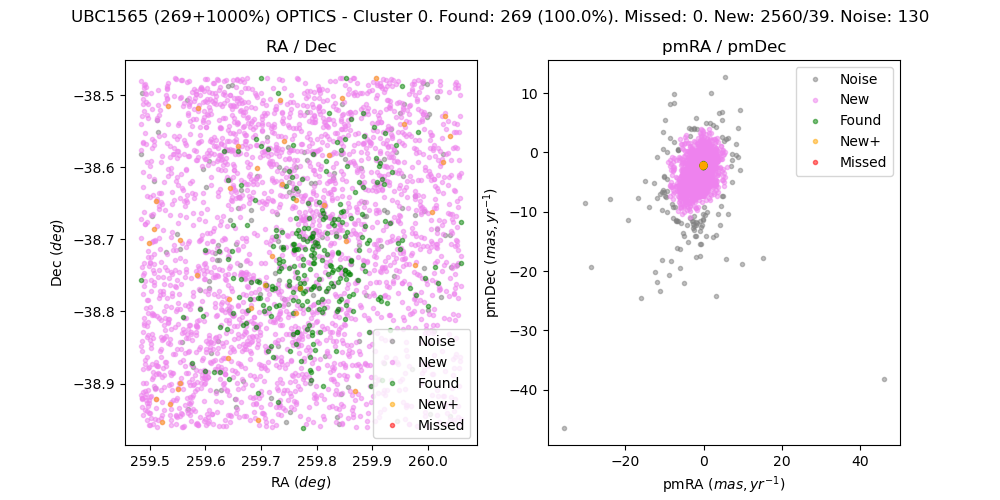 UBC1565 (269+1000%) OPTICS - Cluster 0. Found: 269 (100.0%). Missed: 0. New: 2560/39. Noise: 130
RA / Dec
−38.5
−38.6
−38.7
−38.8
−38.9
Dec (deg)
Noise
New
Found
New+
Missed
259.5 259.6 259.7 259.8 259.9 260.0
RA (deg)
pmRA / pmDec
10
0
−10
−20
−30
−40
pmDec (mas, yr⁻¹)
Noise
New
Found
New+
Missed
−20 0 20 40
pmRA (mas, yr⁻¹)